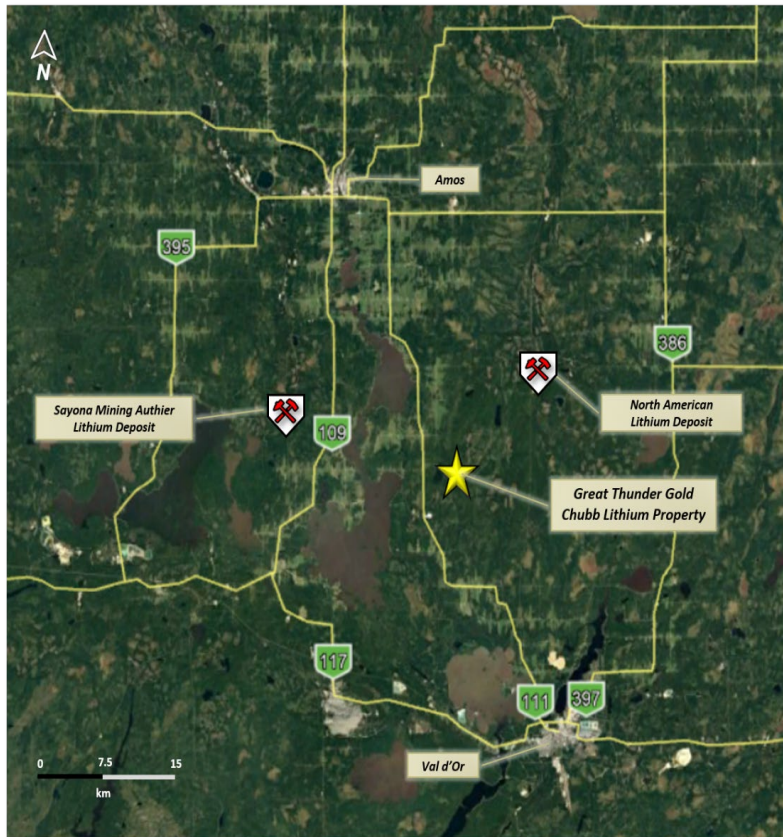 N
Amos
395
386
Sayona Mining Authier
Lithium Deposit
109
North American
Lithium Deposit
Great Thunder Gold
Chubb Lithium Property
117
111
397
Val d'Or
0 7.5 15
km